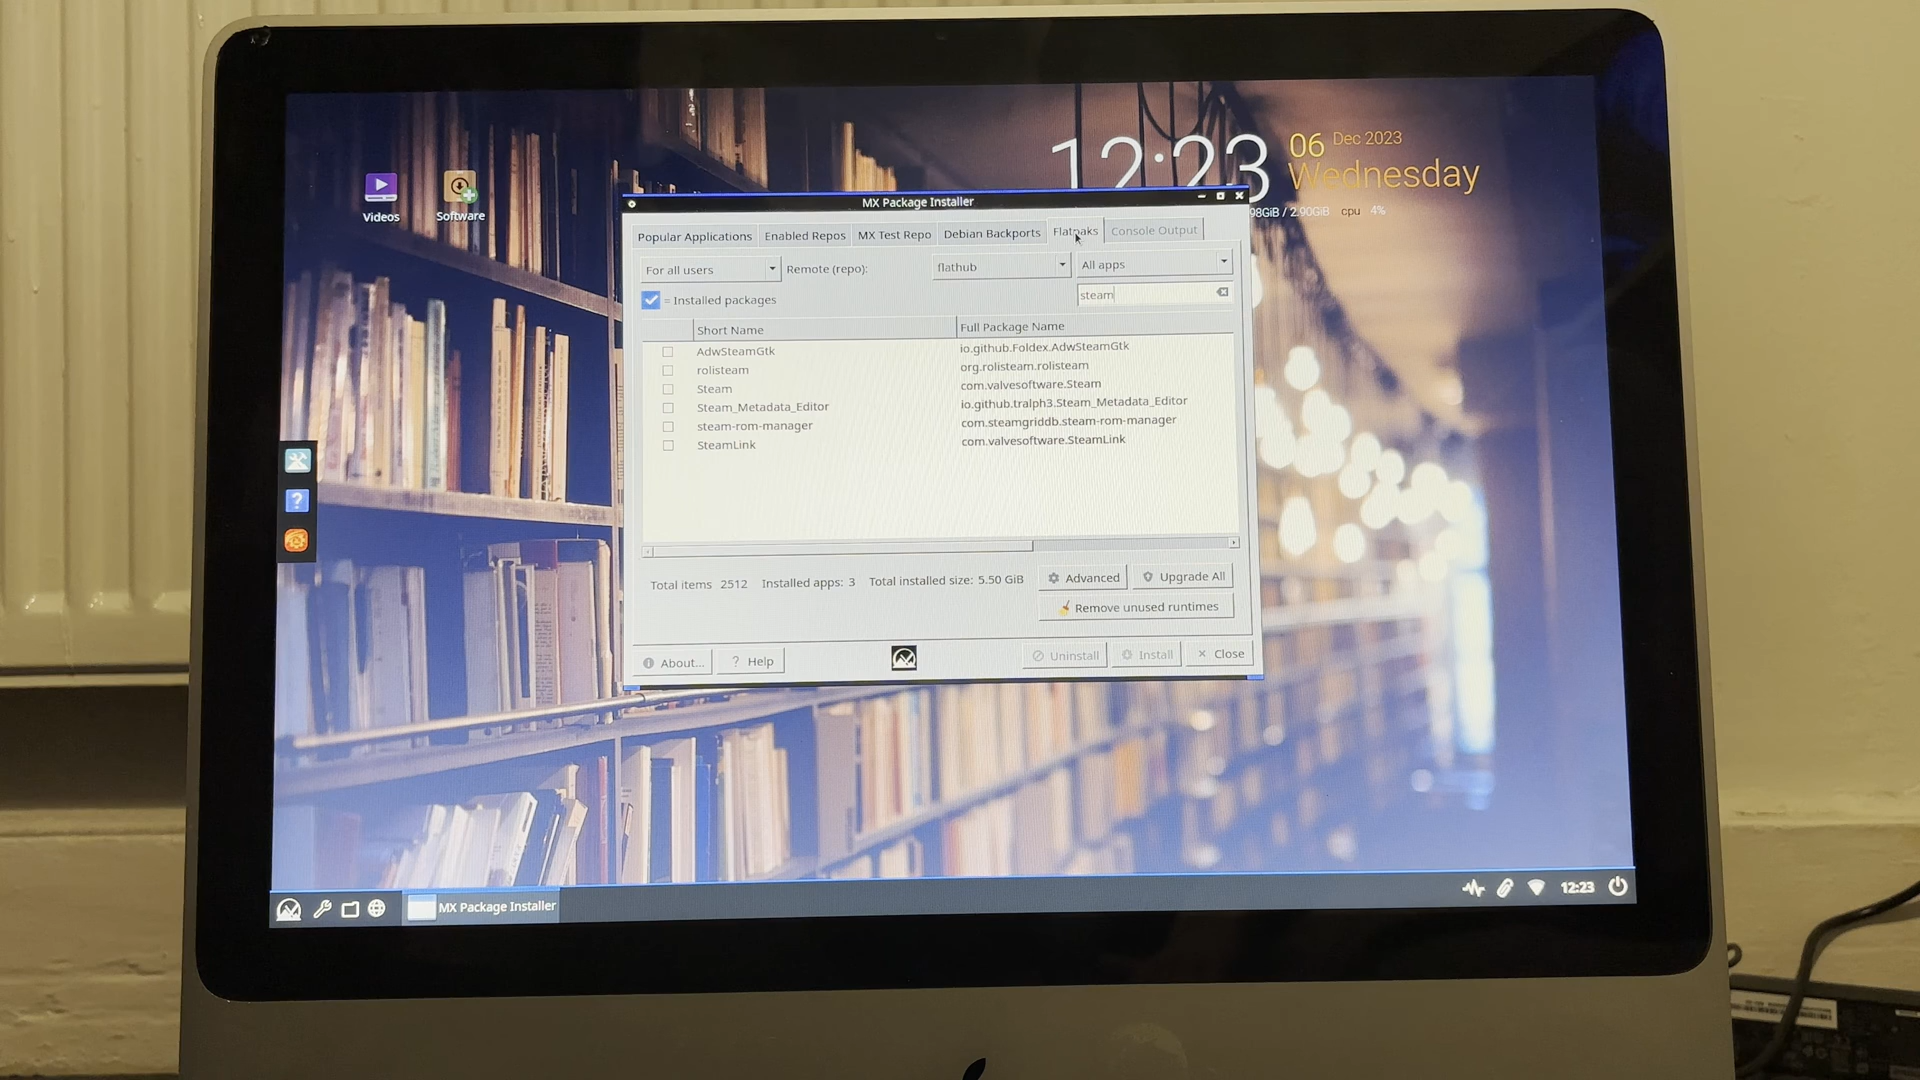 12:23
06 Dec 2023
Wednesday
98GiB / 2.90GiB cpu 4%
Videos
Software
MX Package Installer
Popular Applications
Enabled Repos
MX Test Repo
Debian Backports
Flatpaks
Console Output
For all users
Remote (repo):
flathub
All apps
= Installed packages
steam
Short Name Full Package Name
AdwSteamGtk io.github.Foldex.AdwSteamGtk
rolisteam org.rolisteam.rolisteam
Steam com.valvesoftware.Steam
Steam_Metadata_Editor io.github.tralph3.Steam_Metadata_Editor
steam-rom-manager com.steamgriddb.steam-rom-manager
SteamLink com.valvesoftware.SteamLink
Total items 2512 Installed apps: 3 Total installed size: 5.50 GiB
Advanced
Upgrade All
Remove unused runtimes
About...
? Help
Uninstall
Install
Close
?
MX Package Installer
12:23